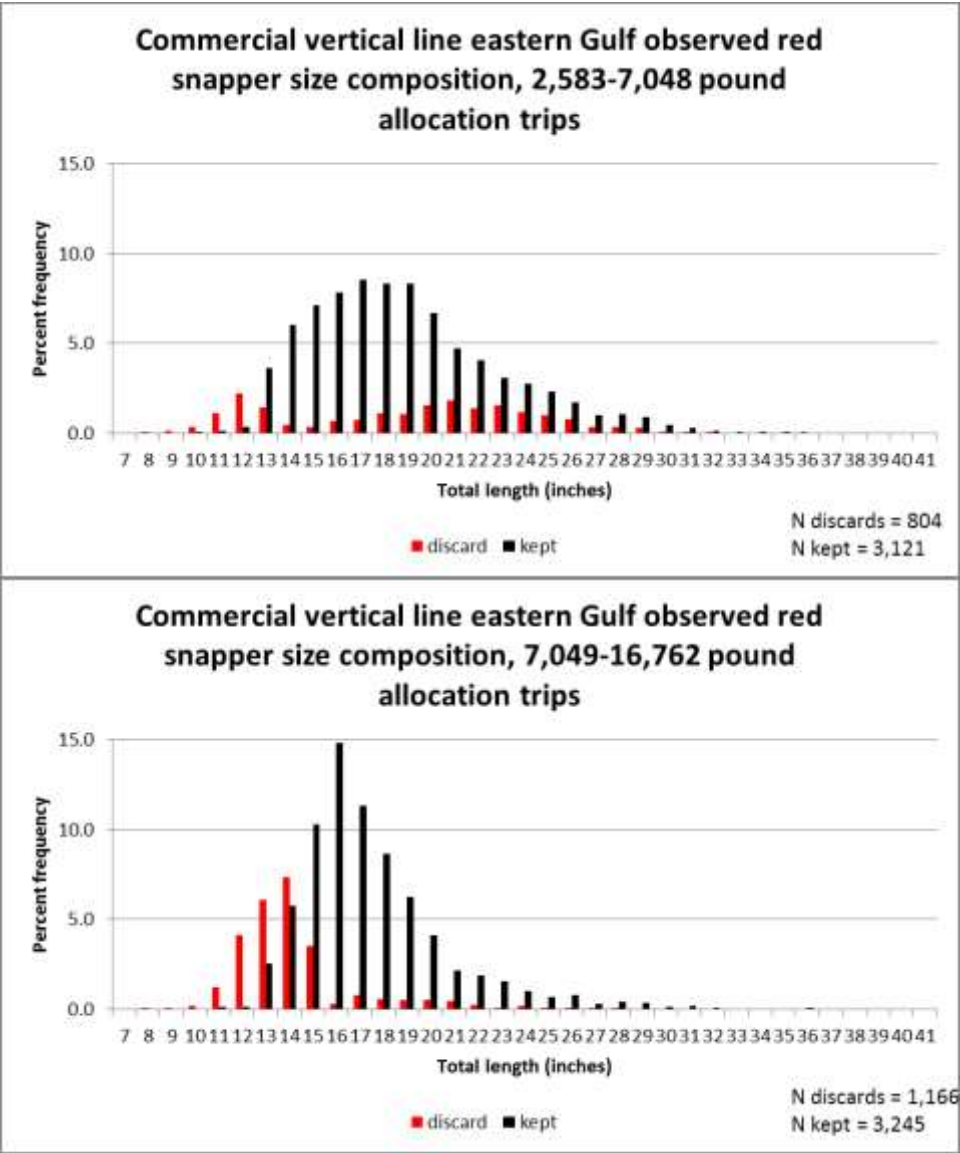 Commercial vertical line eastern Gulf observed red
snapper size composition, 2,583-7,048 pound
allocation trips
15.0
10.0
5.0
0.0
Percent frequency
7 8 9 10 11 12 13 14 15 16 17 18 19 20 21 22 23 24 25 26 27 28 29 30 31 32 33 34 35 36 37 38 39 40 41
Total length (inches)
N discards = 804
N kept = 3,121
discard kept
Commercial vertical line eastern Gulf observed red
snapper size composition, 7,049-16,762 pound
allocation trips
15.0
10.0
5.0
0.0
Percent frequency
7 8 9 10 11 12 13 14 15 16 17 18 19 20 21 22 23 24 25 26 27 28 29 30 31 32 33 34 35 36 37 38 39 40 41
Total length (inches)
N discards = 1,166
N kept = 3,245
discard kept